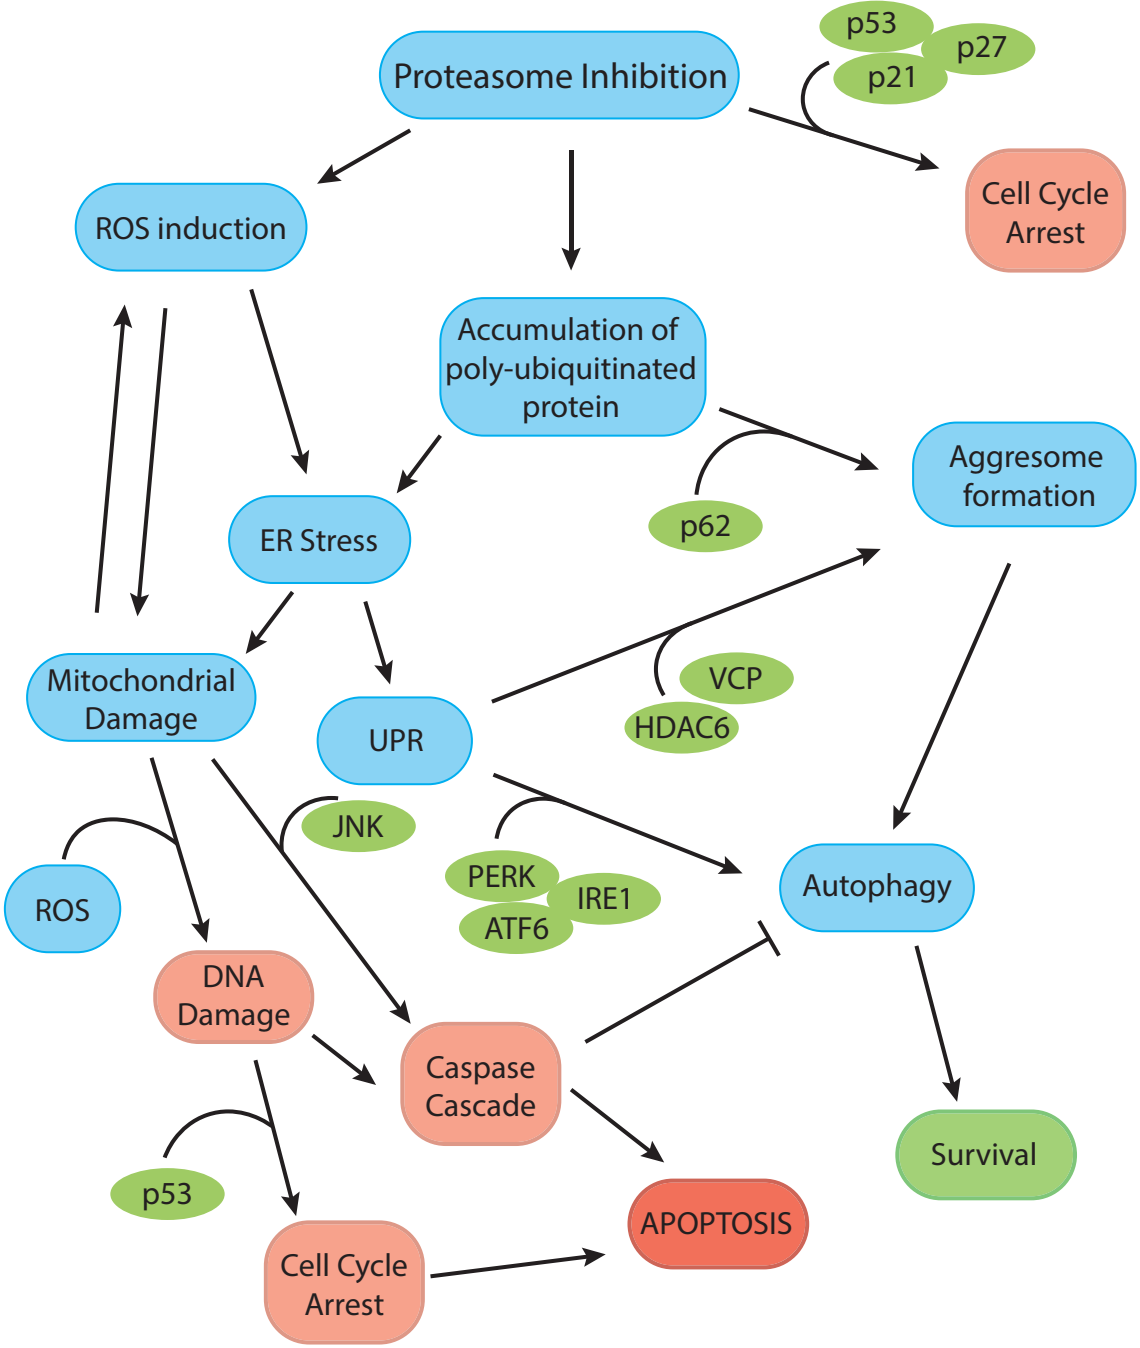 p53
p27
Proteasome Inhibition
p21
Cell Cycle
Arrest
ROS induction
Accumulation of
poly-ubiquitinated
protein
Aggresome
formation
p62
ER Stress
VCP
Mitochondrial
Damage
HDAC6
UPR
JNK
PERK
IRE1
Autophagy
ROS
ATF6
DNA
Damage
Caspase
Cascade
Survival
p53
APOPTOSIS
Cell Cycle
Arrest